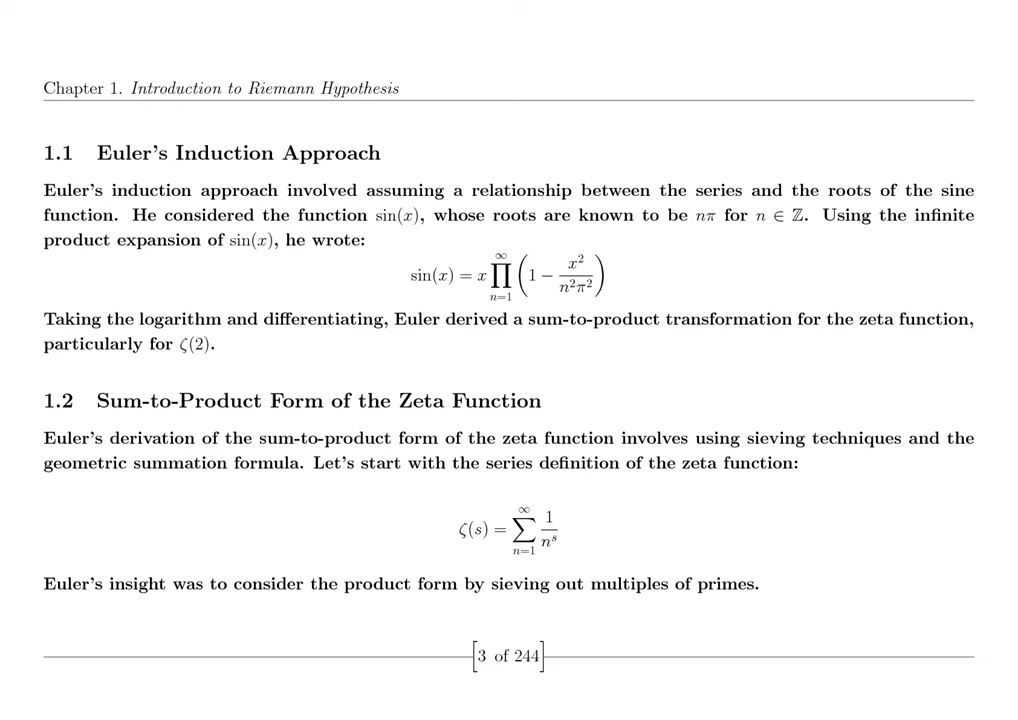 Chapter 1. Introduction to Riemann Hypothesis
1.1 Euler's Induction Approach
Euler's induction approach involved assuming a relationship between the series and the roots of the sine
function. He considered the function sin(x), whose roots are known to be nπ for n ∈ ℤ. Using the infinite
product expansion of sin(x), he wrote:
sin(x) = x ∏_{n=1}^{∞} (1 − x²/(n²π²))
Taking the logarithm and differentiating, Euler derived a sum-to-product transformation for the zeta function,
particularly for ζ(2).
1.2 Sum-to-Product Form of the Zeta Function
Euler's derivation of the sum-to-product form of the zeta function involves using sieving techniques and the
geometric summation formula. Let's start with the series definition of the zeta function:
ζ(s) = ∑_{n=1}^{∞} 1/n^s
Euler's insight was to consider the product form by sieving out multiples of primes.
[3 of 244]